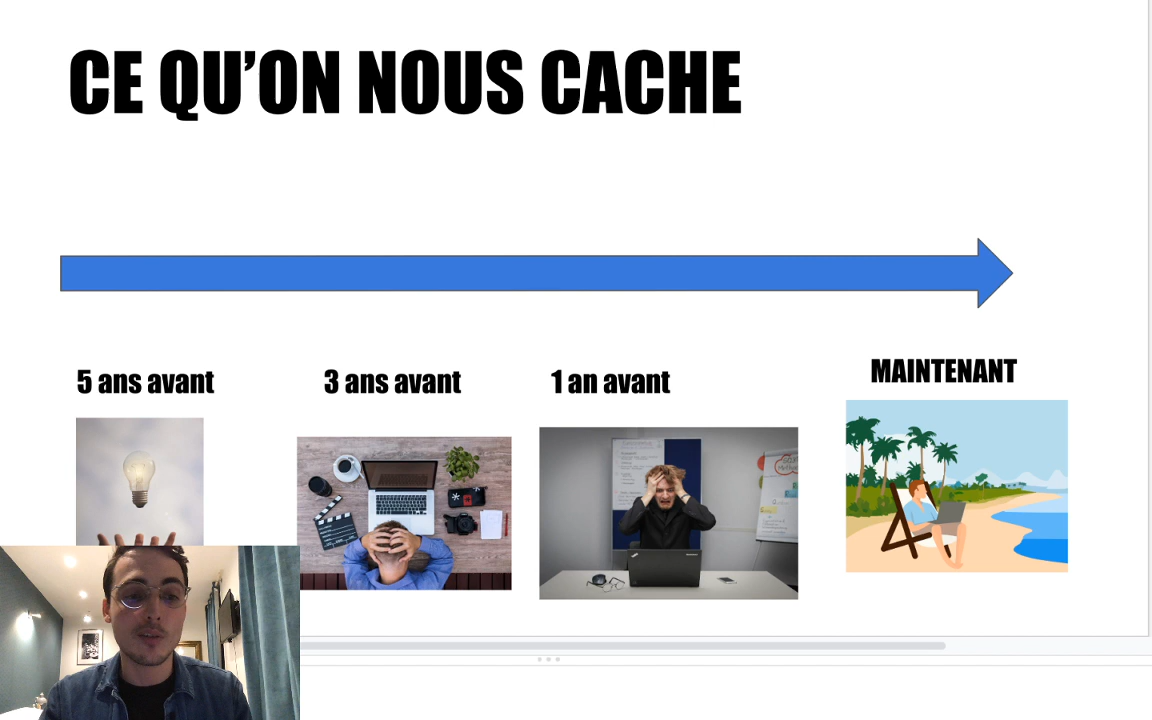 CE QU'ON NOUS CACHE
5 ans avant
3 ans avant
1 an avant
MAINTENANT